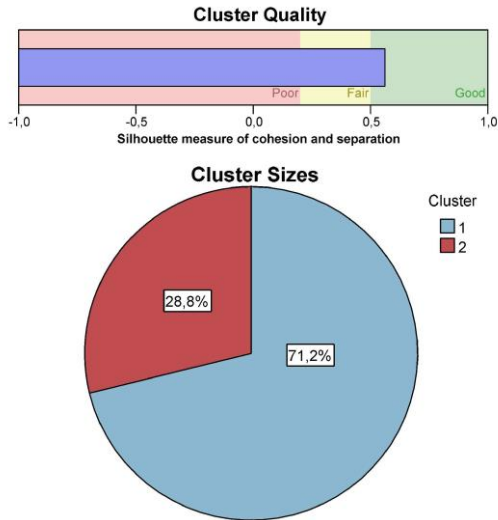 Cluster Quality
Poor Fair Good
-1,0 -0,5 0,0 0,5 1,0
Silhouette measure of cohesion and separation
Cluster Sizes
Cluster
1
2
28,8%
71,2%